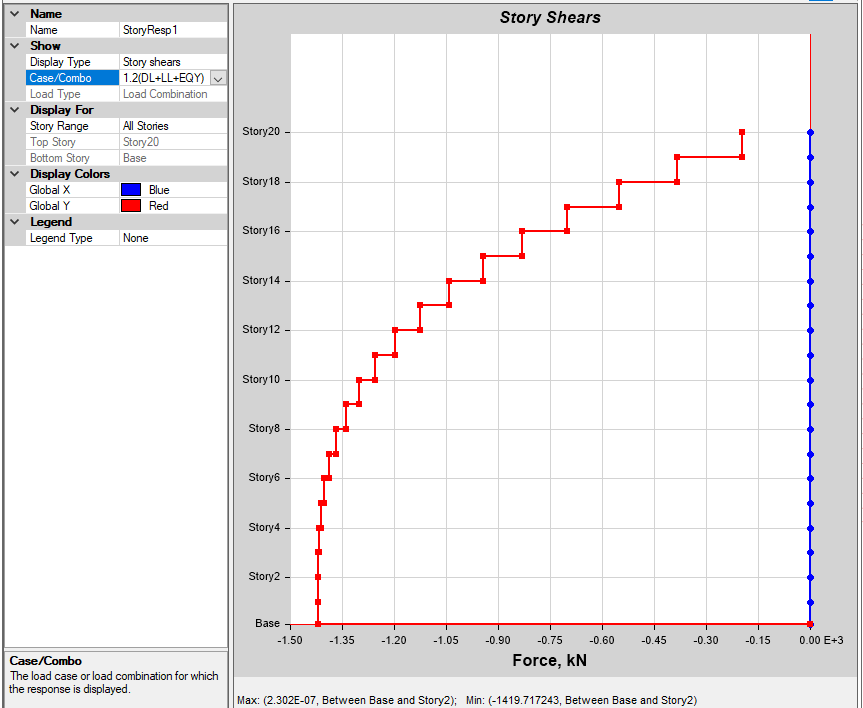 Name
Name StoryResp1
Show
Display Type Story shears
Case/Combo 1.2(DL+LL+EQY)
Load Type Load Combination
Display For
Story Range All Stories
Top Story Story20
Bottom Story Base
Display Colors
Global X Blue
Global Y Red
Legend
Legend Type None
Case/Combo
The load case or load combination for which
the response is displayed.
Story Shears
Story20
Story18
Story16
Story14
Story12
Story10
Story8
Story6
Story4
Story2
Base
-1.50 -1.35 -1.20 -1.05 -0.90 -0.75 -0.60 -0.45 -0.30 -0.15 0.00 E+3
Force, kN
Max: (2.302E-07, Between Base and Story2); Min: (-1419.717243, Between Base and Story2)